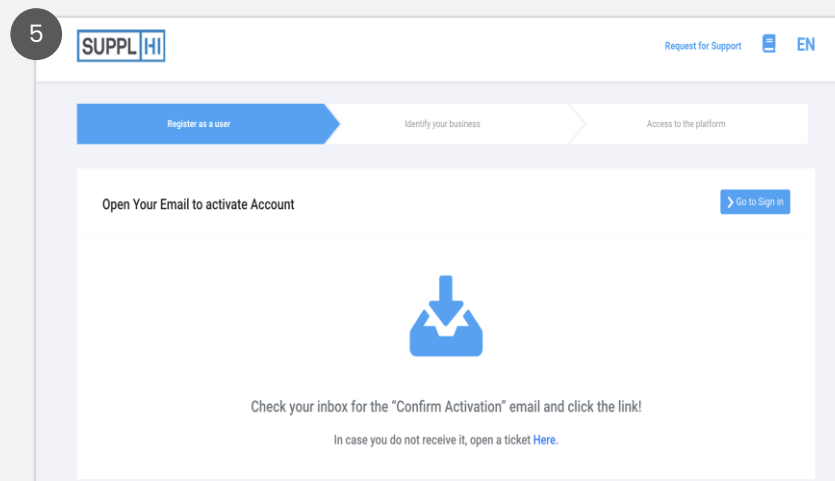 5
SUPPL HI
Request for Support
EN
Register as a user
Identify your business
Access to the platform
Open Your Email to activate Account
❯ Go to Sign in
Check your inbox for the “Confirm Activation” email and click the link!
In case you do not receive it, open a ticket Here.